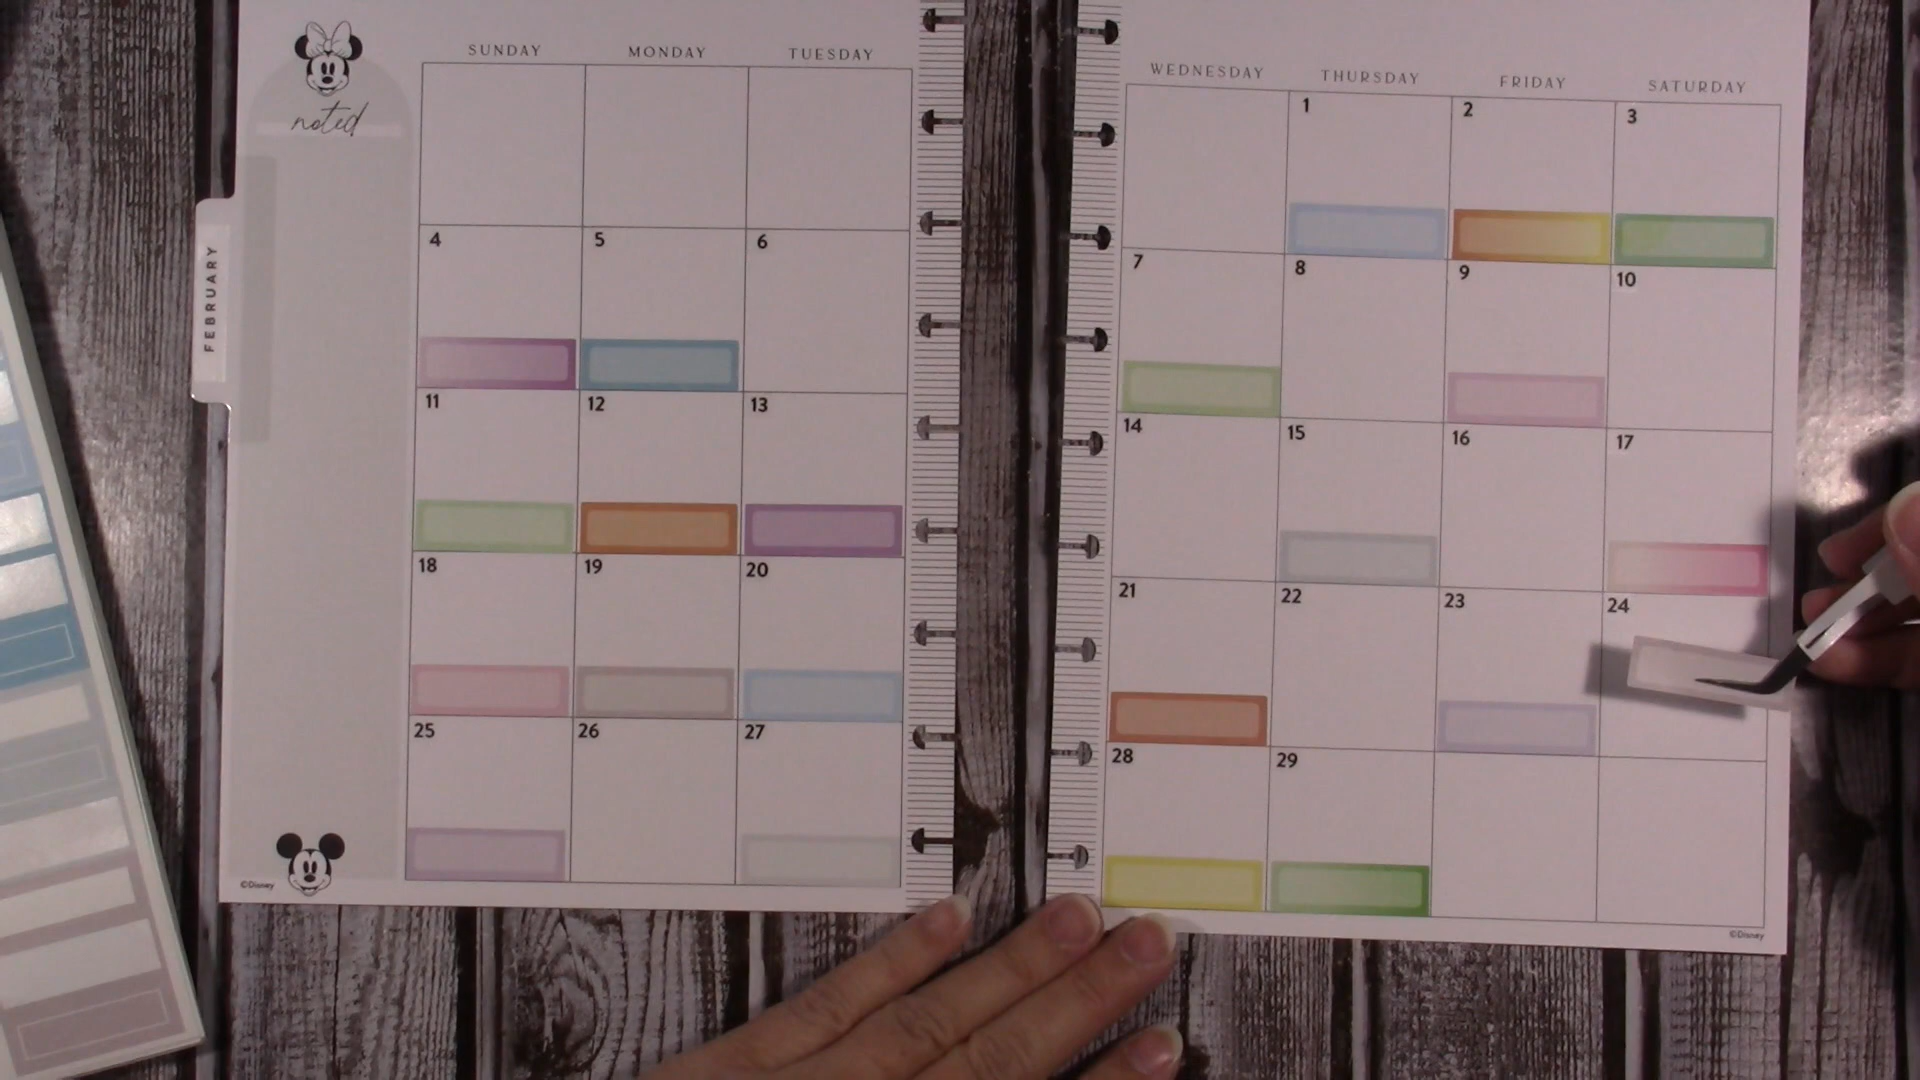 SUNDAY MONDAY TUESDAY WEDNESDAY THURSDAY FRIDAY SATURDAY
noted
FEBRUARY
1 2 3
4 5 6 7 8 9 10
11 12 13 14 15 16 17
18 19 20 21 22 23 24
25 26 27 28 29
©Disney ©Disney